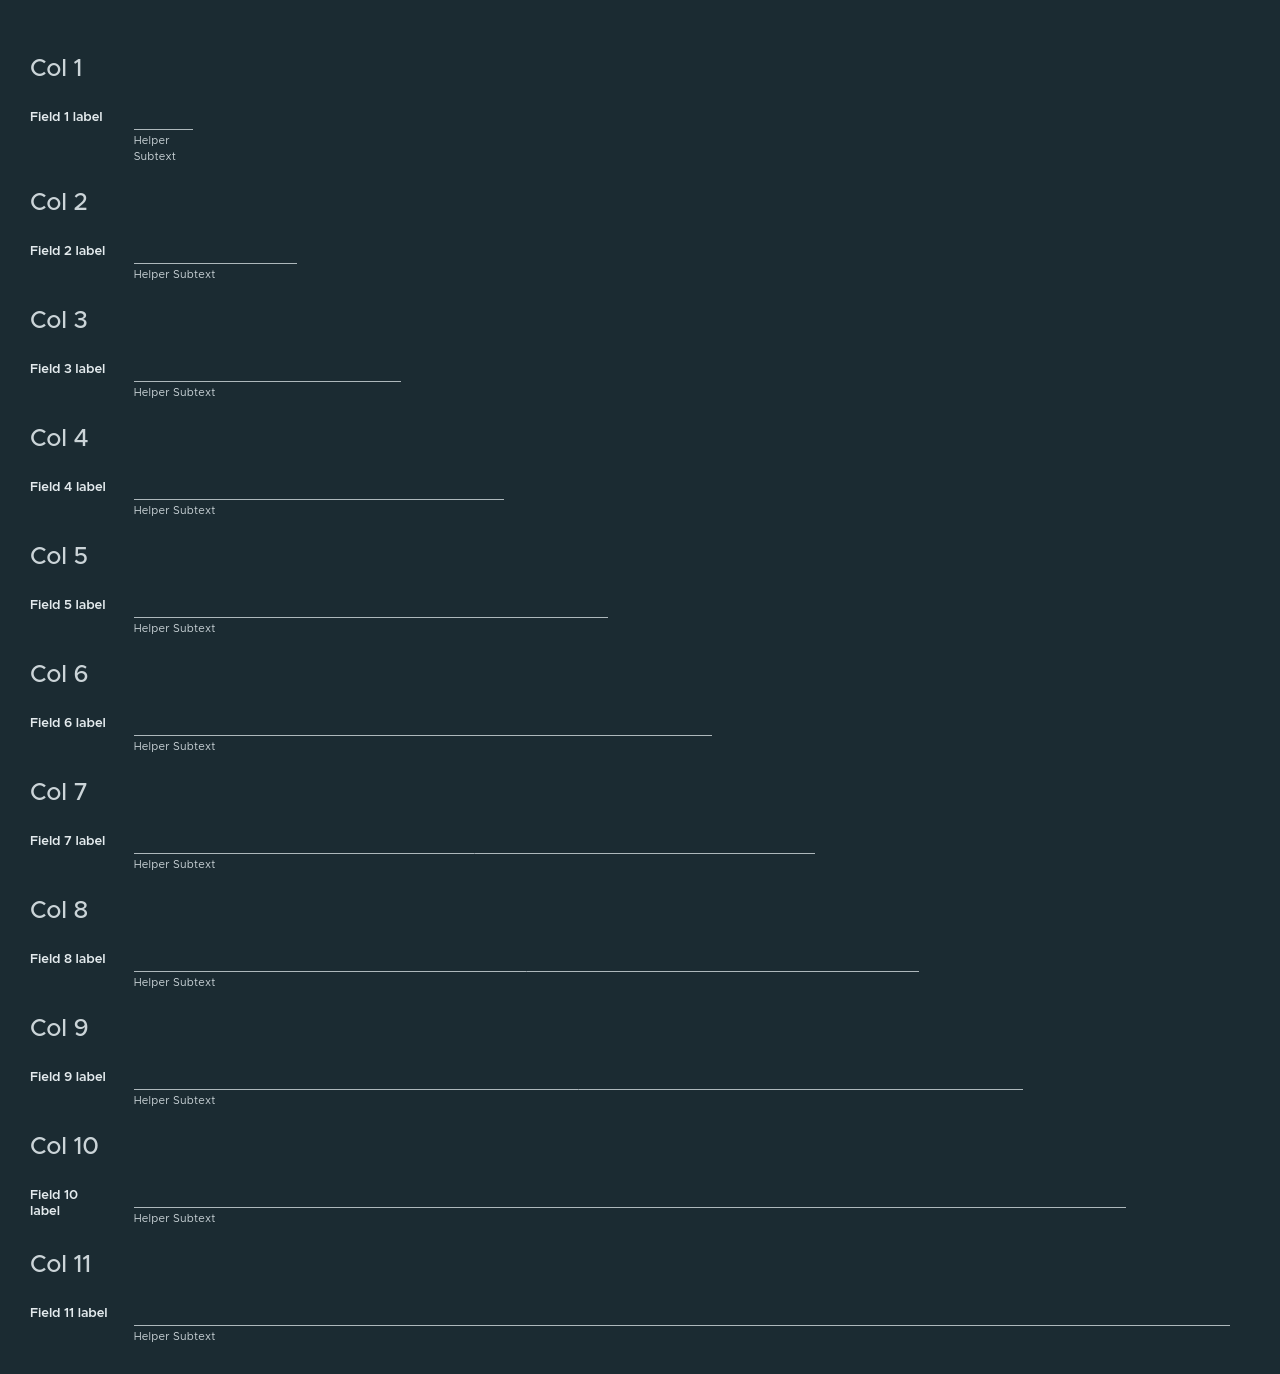 Col 1
Field 1 label
Helper
Subtext
Col 2
Field 2 label
Helper Subtext
Col 3
Field 3 label
Helper Subtext
Col 4
Field 4 label
Helper Subtext
Col 5
Field 5 label
Helper Subtext
Col 6
Field 6 label
Helper Subtext
Col 7
Field 7 label
Helper Subtext
Col 8
Field 8 label
Helper Subtext
Col 9
Field 9 label
Helper Subtext
Col 10
Field 10
label
Helper Subtext
Col 11
Field 11 label
Helper Subtext